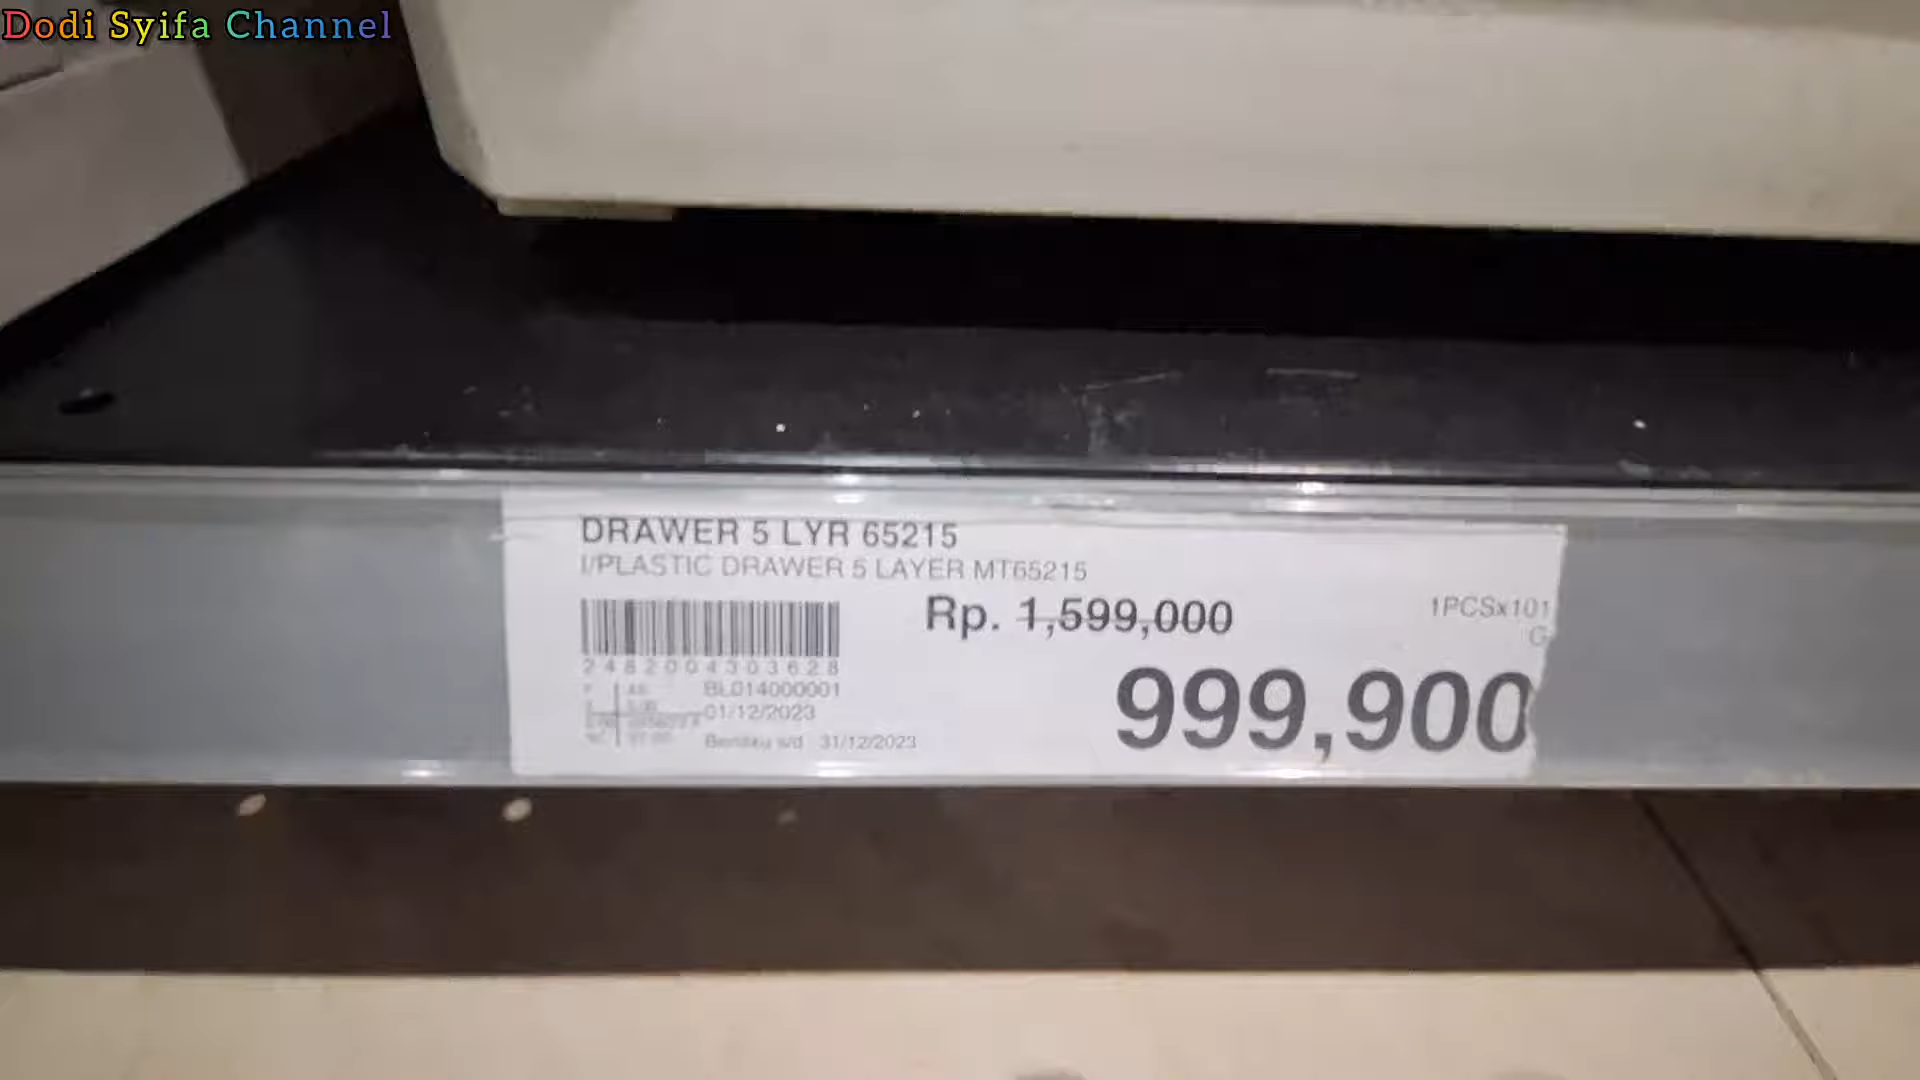 Dodi Syifa Channel
DRAWER 5 LYR 65215
I/PLASTIC DRAWER 5 LAYER MT65215
Rp. 1,599,000
1PCSx101
G
2482004303628
BL014000001
01/12/2023
999,900
Berlaku s/d 31/12/2023